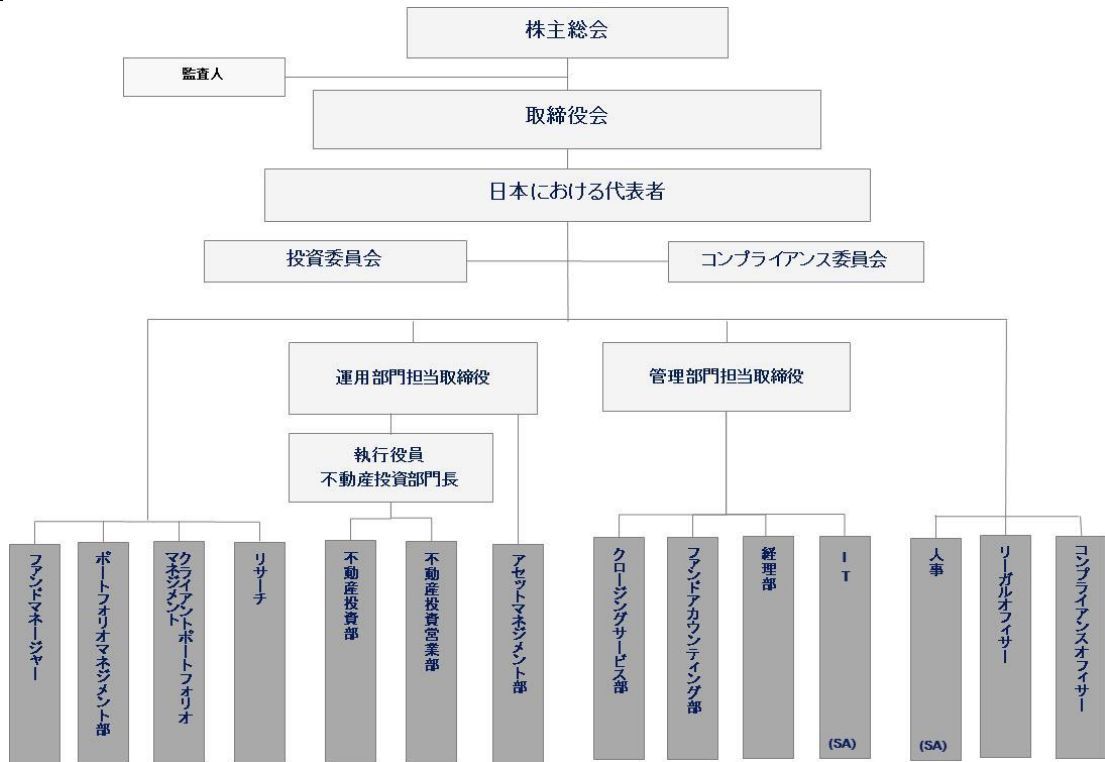 株主総会
監査人
取締役会
日本における代表者
投資委員会
コンプライアンス委員会
運用部門担当取締役
管理部門担当取締役
執行役員
不動産投資部門長
ファンドマネージャー
ポートフォリオマネジメント部
クライアントポートフォリオ
マネジメント
リサーチ
不動産投資部
不動産投資営業部
アセットマネジメント部
クロージングサービス部
ファンドアカウンティング部
経理部
IT
(SA)
人事
(SA)
リーガルオフィサー
コンプライアンスオフィサー